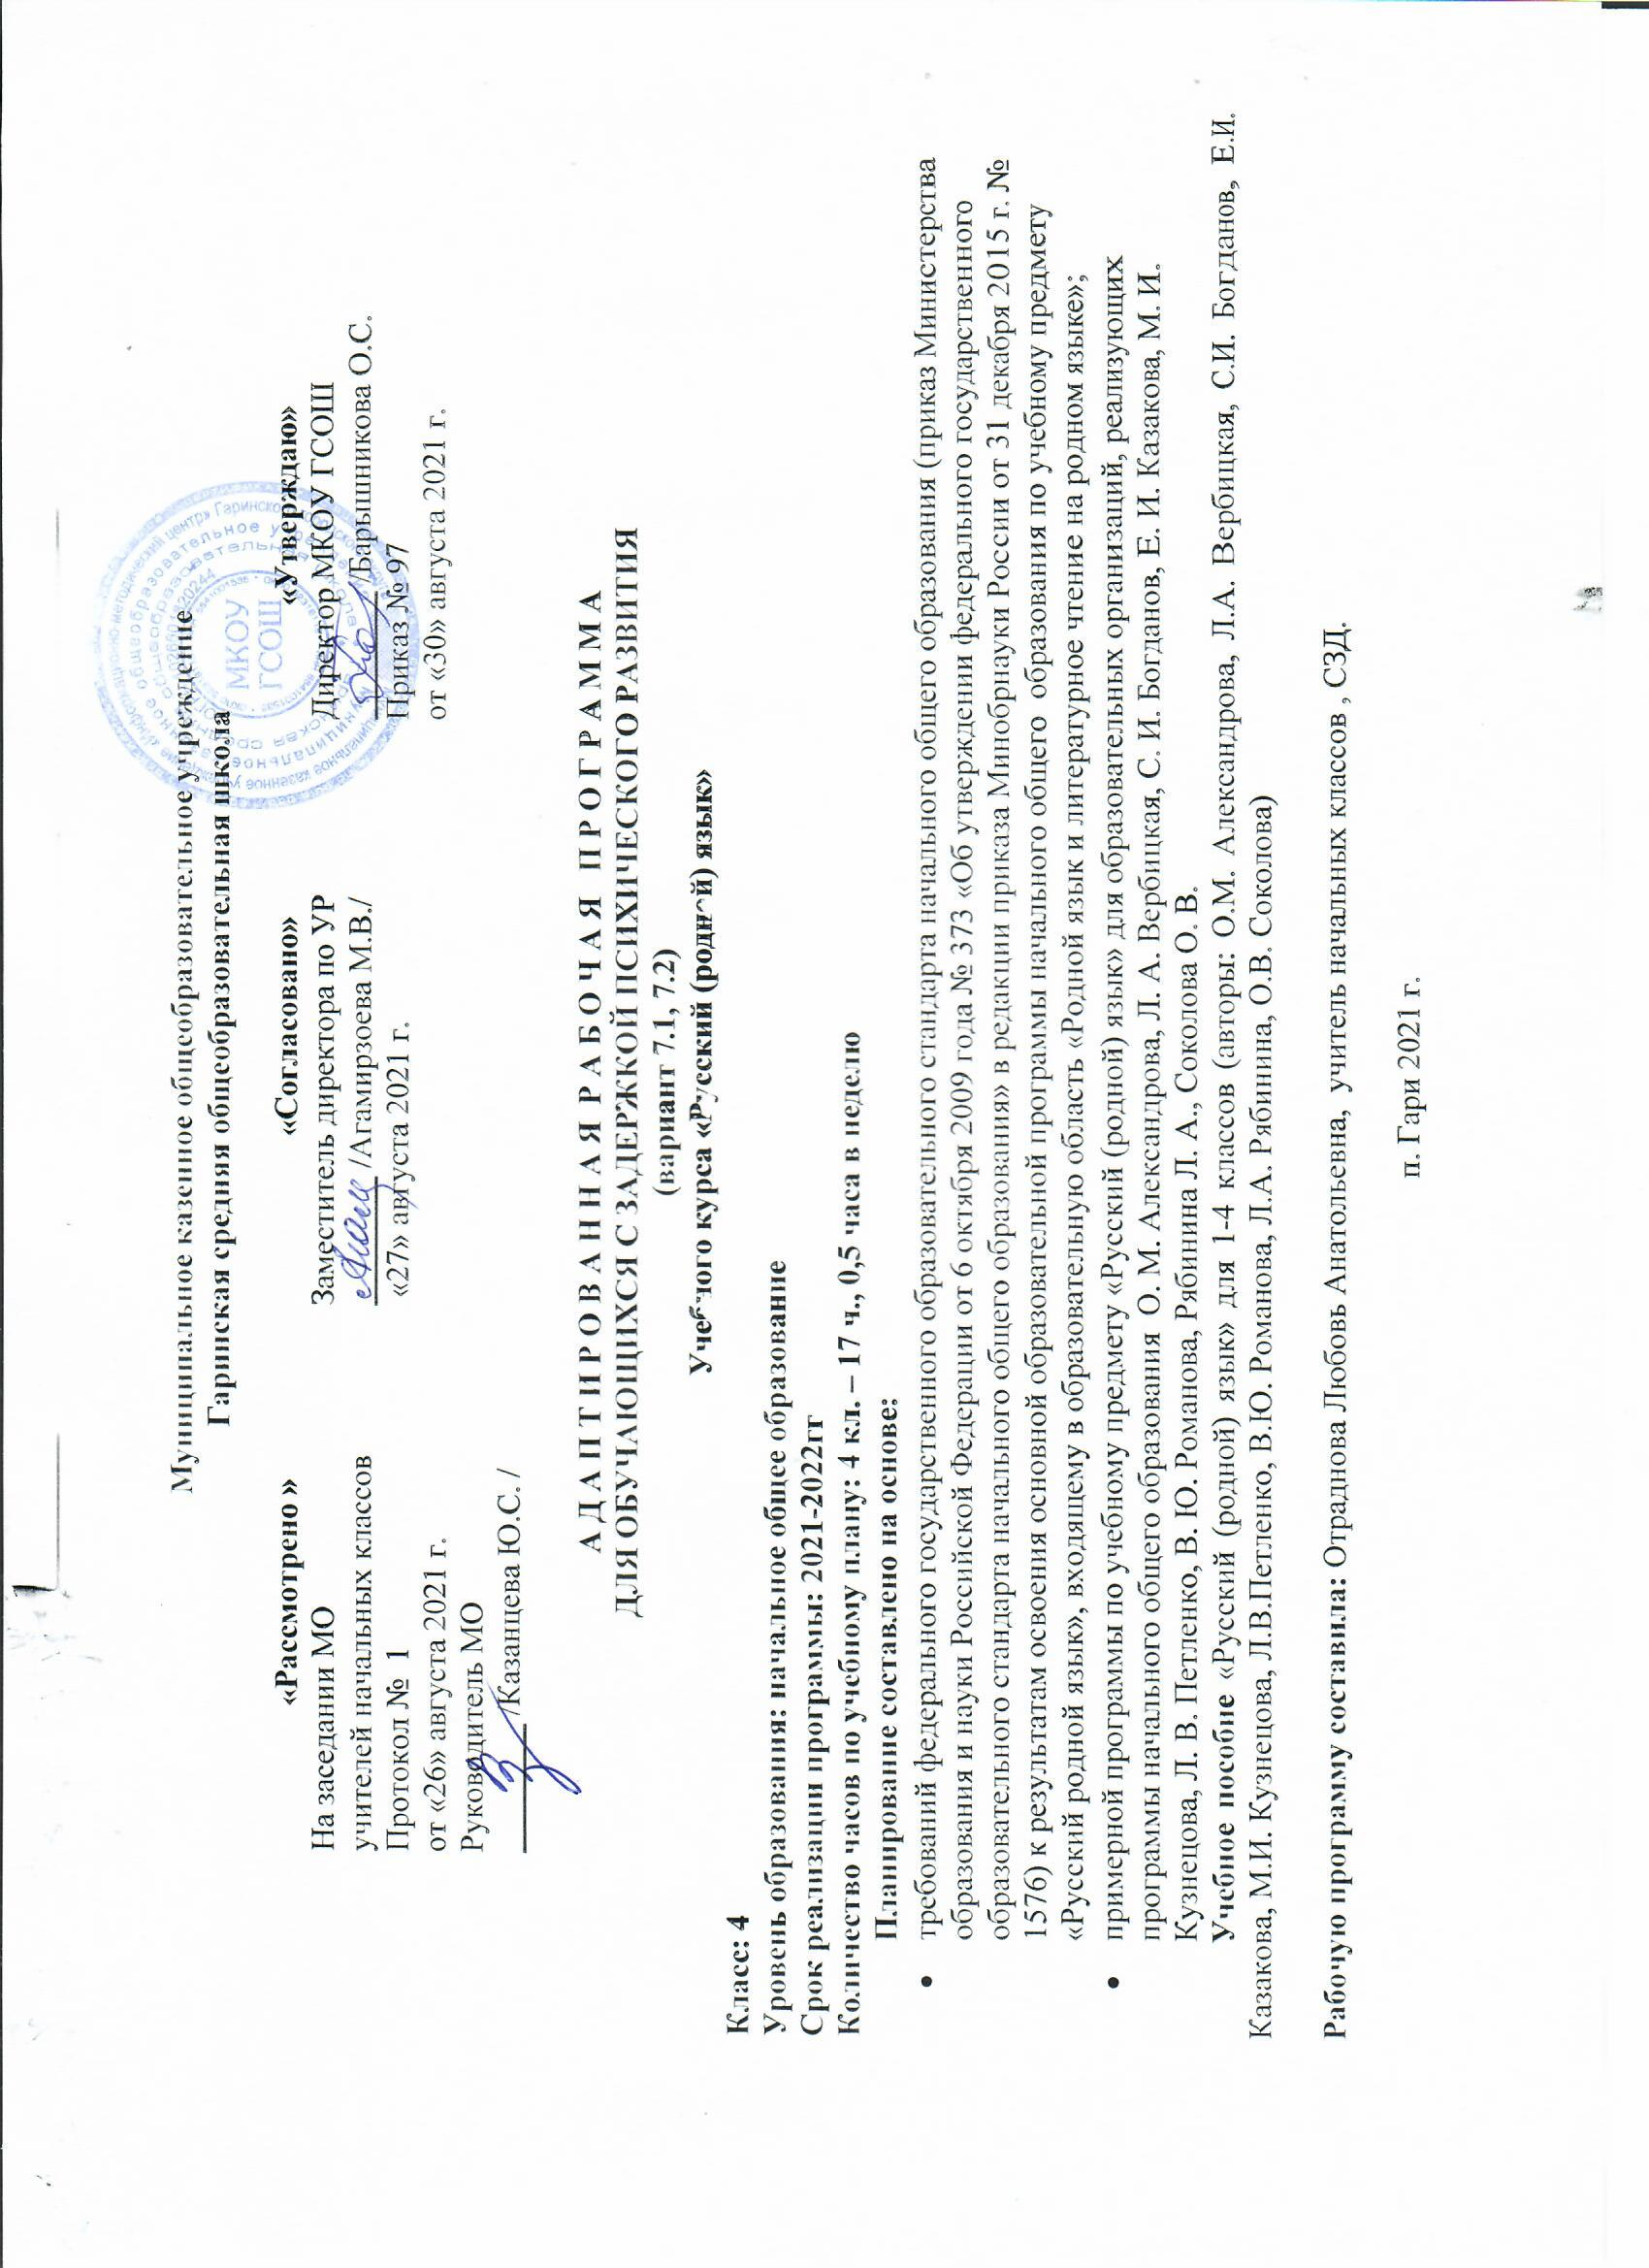 Муниципальное казенное общеобразовательное учреждение
Гаринская средняя общеобразовательная школа
«Рассмотрено »
На заседании МО
учителей начальных классов
Протокол № 1
от «26» августа 2021 г.
Руководитель МО
/Казанцева Ю.С. /
«Согласовано»
Заместитель директора по УР
/Агамирзоева М.В./
«27» августа 2021 г.
«Утверждаю»
Директор МКОУ ГСОШ
/Барышникова О.С.
Приказ № 97
от «30» августа 2021 г.
МКОУ
ГСОШ
А Д А П Т И Р О В А Н Н А Я Р А Б О Ч А Я П Р О Г Р А М М А
ДЛЯ ОБУЧАЮЩИХСЯ С ЗАДЕРЖКОЙ ПСИХИЧЕСКОГО РАЗВИТИЯ
(вариант 7.1, 7.2)
Учебного курса «Русский (родной) язык»
Класс: 4
Уровень образования: начальное общее образование
Срок реализации программы: 2021-2022гг
Количество часов по учебному плану: 4 кл. – 17 ч., 0,5 часа в неделю
Планирование составлено на основе:
• требований федерального государственного образовательного стандарта начального общего образования (приказ Министерства
образования и науки Российской Федерации от 6 октября 2009 года № 373 «Об утверждении федерального государственного
образовательного стандарта начального общего образования» в редакции приказа Минобрнауки России от 31 декабря 2015 г. №
1576) к результатам освоения основной образовательной программы начального общего образования по учебному предмету
«Русский родной язык», входящему в образовательную область «Родной язык и литературное чтение на родном языке»;
• примерной программы по учебному предмету «Русский (родной) язык» для образовательных организаций, реализующих
программы начального общего образования О. М. Александрова, Л. А. Вербицкая, С. И. Богданов, Е. И. Казакова, М. И.
Кузнецова, Л. В. Петленко, В. Ю. Романова, Рябинина Л. А., Соколова О. В.
Учебное пособие «Русский (родной) язык» для 1-4 классов (авторы: О.М. Александрова, Л.А. Вербицкая, С.И. Богданов, Е.И.
Казакова, М.И. Кузнецова, Л.В.Петленко, В.Ю. Романова, Л.А. Рябинина, О.В. Соколова)
Рабочую программу составила: Отраднова Любовь Анатольевна, учитель начальных классов , СЗД.
п. Гари 2021 г.